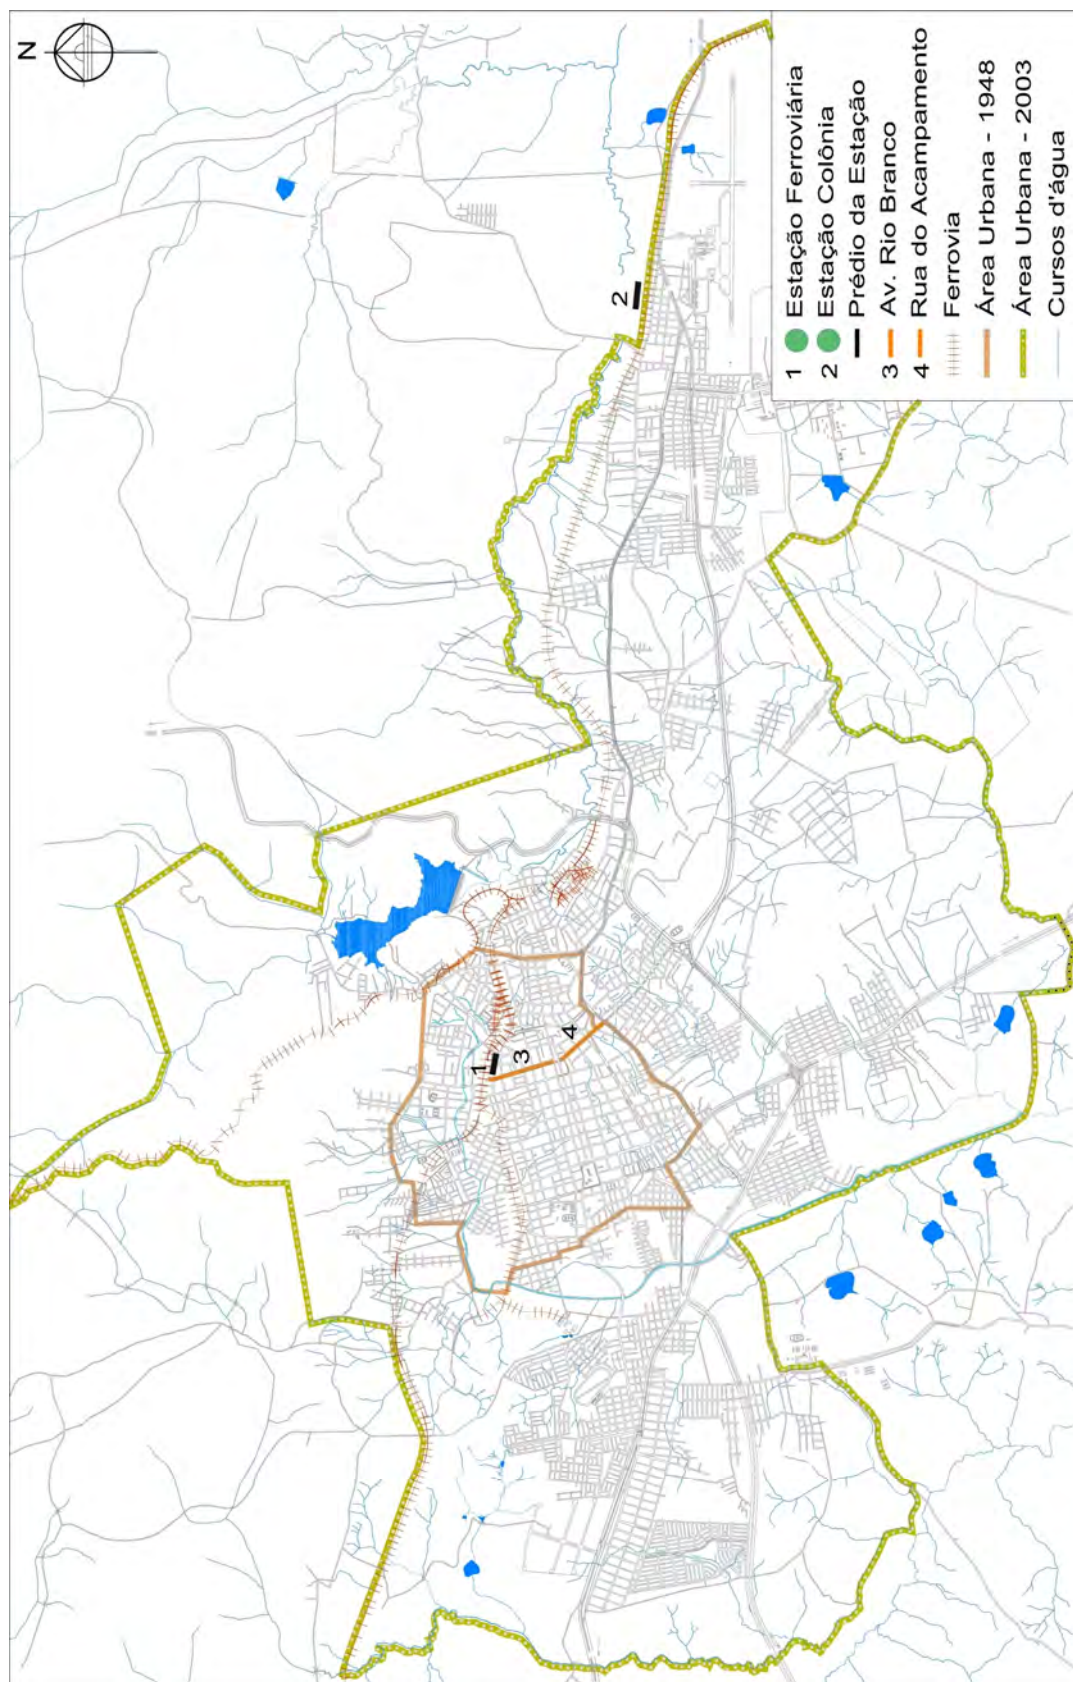 N
2
1
3
4
1 Estação Ferroviária
2 Estação Colônia
Prédio da Estação
3 Av. Rio Branco
4 Rua do Acampamento
Ferrovia
Área Urbana - 1948
Área Urbana - 2003
Cursos d'água